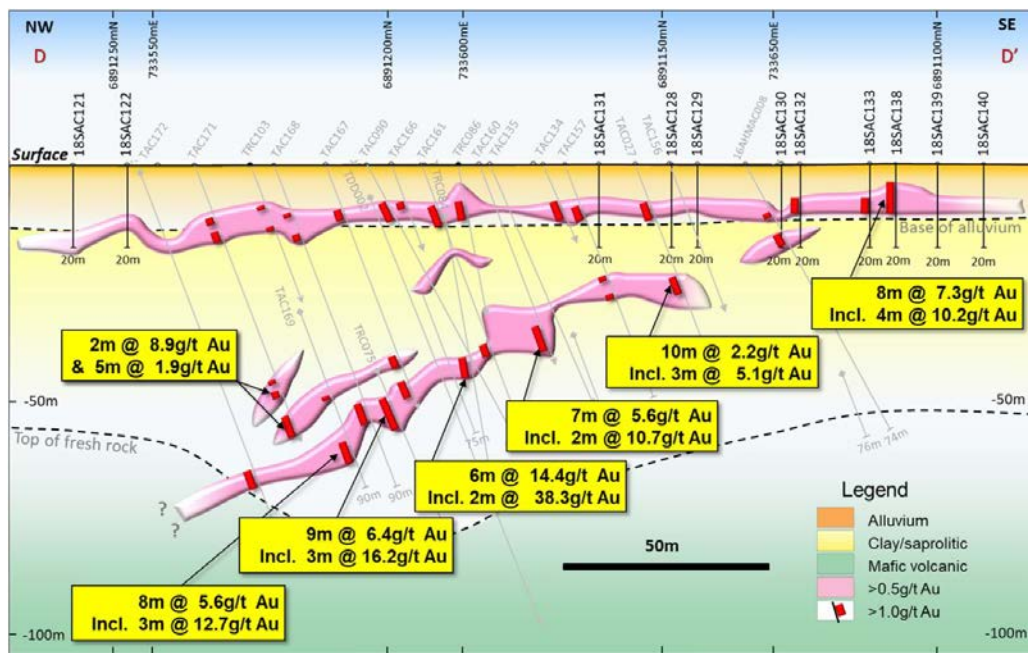 NW
SE
D
D'
6891250mN
733550mE
6891200mN
733600mE
6891150mN
733650mE
6891100mN
18SAC121
18SAC122
TAC172
TAC171
TRC103
TAC168
TAC167
TAC090
TAC166
TAC161
TRC086
TAC160
TAC135
TAC134
TAC157
18SAC131
TAC027
TAC156
18SAC128
18SAC129
16AHMAC008
18SAC130
18SAC132
18SAC133
18SAC138
18SAC139
18SAC140
Surface
Base of alluvium
20m
20m
20m
20m
20m
20m
20m
20m
20m
20m
20m
TAC169
TRC075
8m @ 7.3g/t Au
Incl. 4m @ 10.2g/t Au
2m @ 8.9g/t Au
& 5m @ 1.9g/t Au
10m @ 2.2g/t Au
Incl. 3m @ 5.1g/t Au
-50m
-50m
7m @ 5.6g/t Au
Incl. 2m @ 10.7g/t Au
Top of fresh rock
75m
76m
74m
6m @ 14.4g/t Au
Incl. 2m @ 38.3g/t Au
90m
90m
?
?
9m @ 6.4g/t Au
Incl. 3m @ 16.2g/t Au
50m
8m @ 5.6g/t Au
Incl. 3m @ 12.7g/t Au
Legend
Alluvium
Clay/saprolitic
Mafic volcanic
>0.5g/t Au
>1.0g/t Au
-100m
-100m